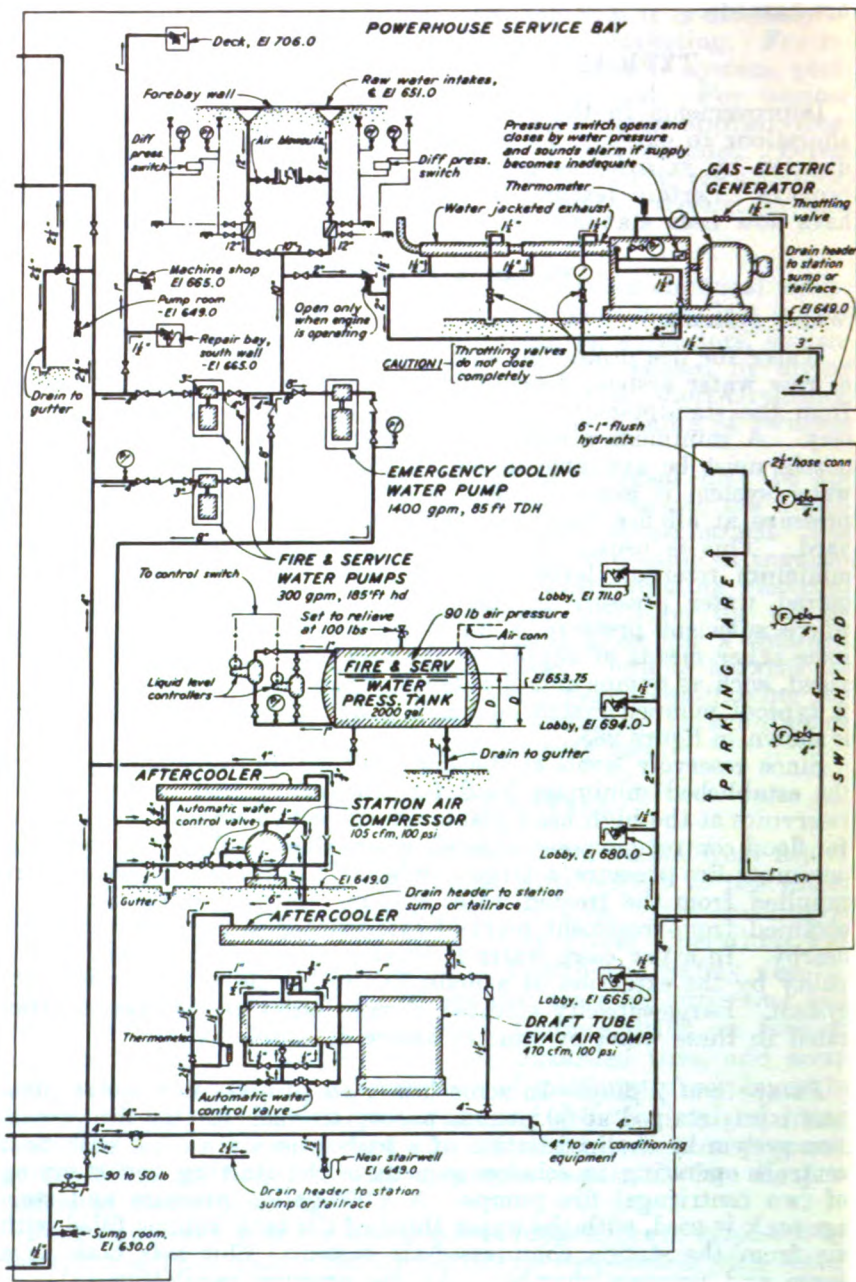 POWERHOUSE SERVICE BAY
Deck, El 706.0
Raw water intakes,
℄ El 651.0
Forebay wall
Air blowouts
Diff press.
switch
Diff press.
switch
12"
12"
12"
10"
12"
Pressure switch opens and
closes by water pressure
and sounds alarm if supply
becomes inadequate
GAS-ELECTRIC
GENERATOR
Thermometer
Throttling
valve
Water jacketed exhaust
Drain header
to station
sump or
tailrace
El 649.0
Machine shop
El 665.0
Pump room
-El 649.0
Repair bay,
south wall
-El 665.0
Drain to
gutter
Open only
when engine
is operating
CAUTION!
Throttling valves
do not close
completely
EMERGENCY COOLING
WATER PUMP
1400 gpm, 85 ft TDH
6-1" flush
hydrants
2½" hose conn
FIRE & SERVICE
WATER PUMPS
300 gpm, 185 ft hd
To control switch
Set to relieve
at 100 lbs
90 lb air pressure
Air conn
Lobby, El 711.0
FIRE & SERV
WATER
PRESS. TANK
2000 gal.
Liquid level
controllers
El 653.75
Lobby, El 694.0
Drain to gutter
PARKING AREA
SWITCHYARD
AFTERCOOLER
Automatic water
control valve
STATION AIR
COMPRESSOR
105 cfm, 100 psi
Lobby, El 680.0
El 649.0
Gutter
Drain header to station
sump or tailrace
AFTERCOOLER
Lobby, El 665.0
DRAFT TUBE
EVAC AIR COMP.
470 cfm, 100 psi
Thermometer
Automatic water
control valve
4"
4"
4"
4"
4" to air conditioning
equipment
2½"
Near stairwell
El 649.0
Drain header to station
sump or tailrace
90 to 50 lb
Sump room,
El 630.0